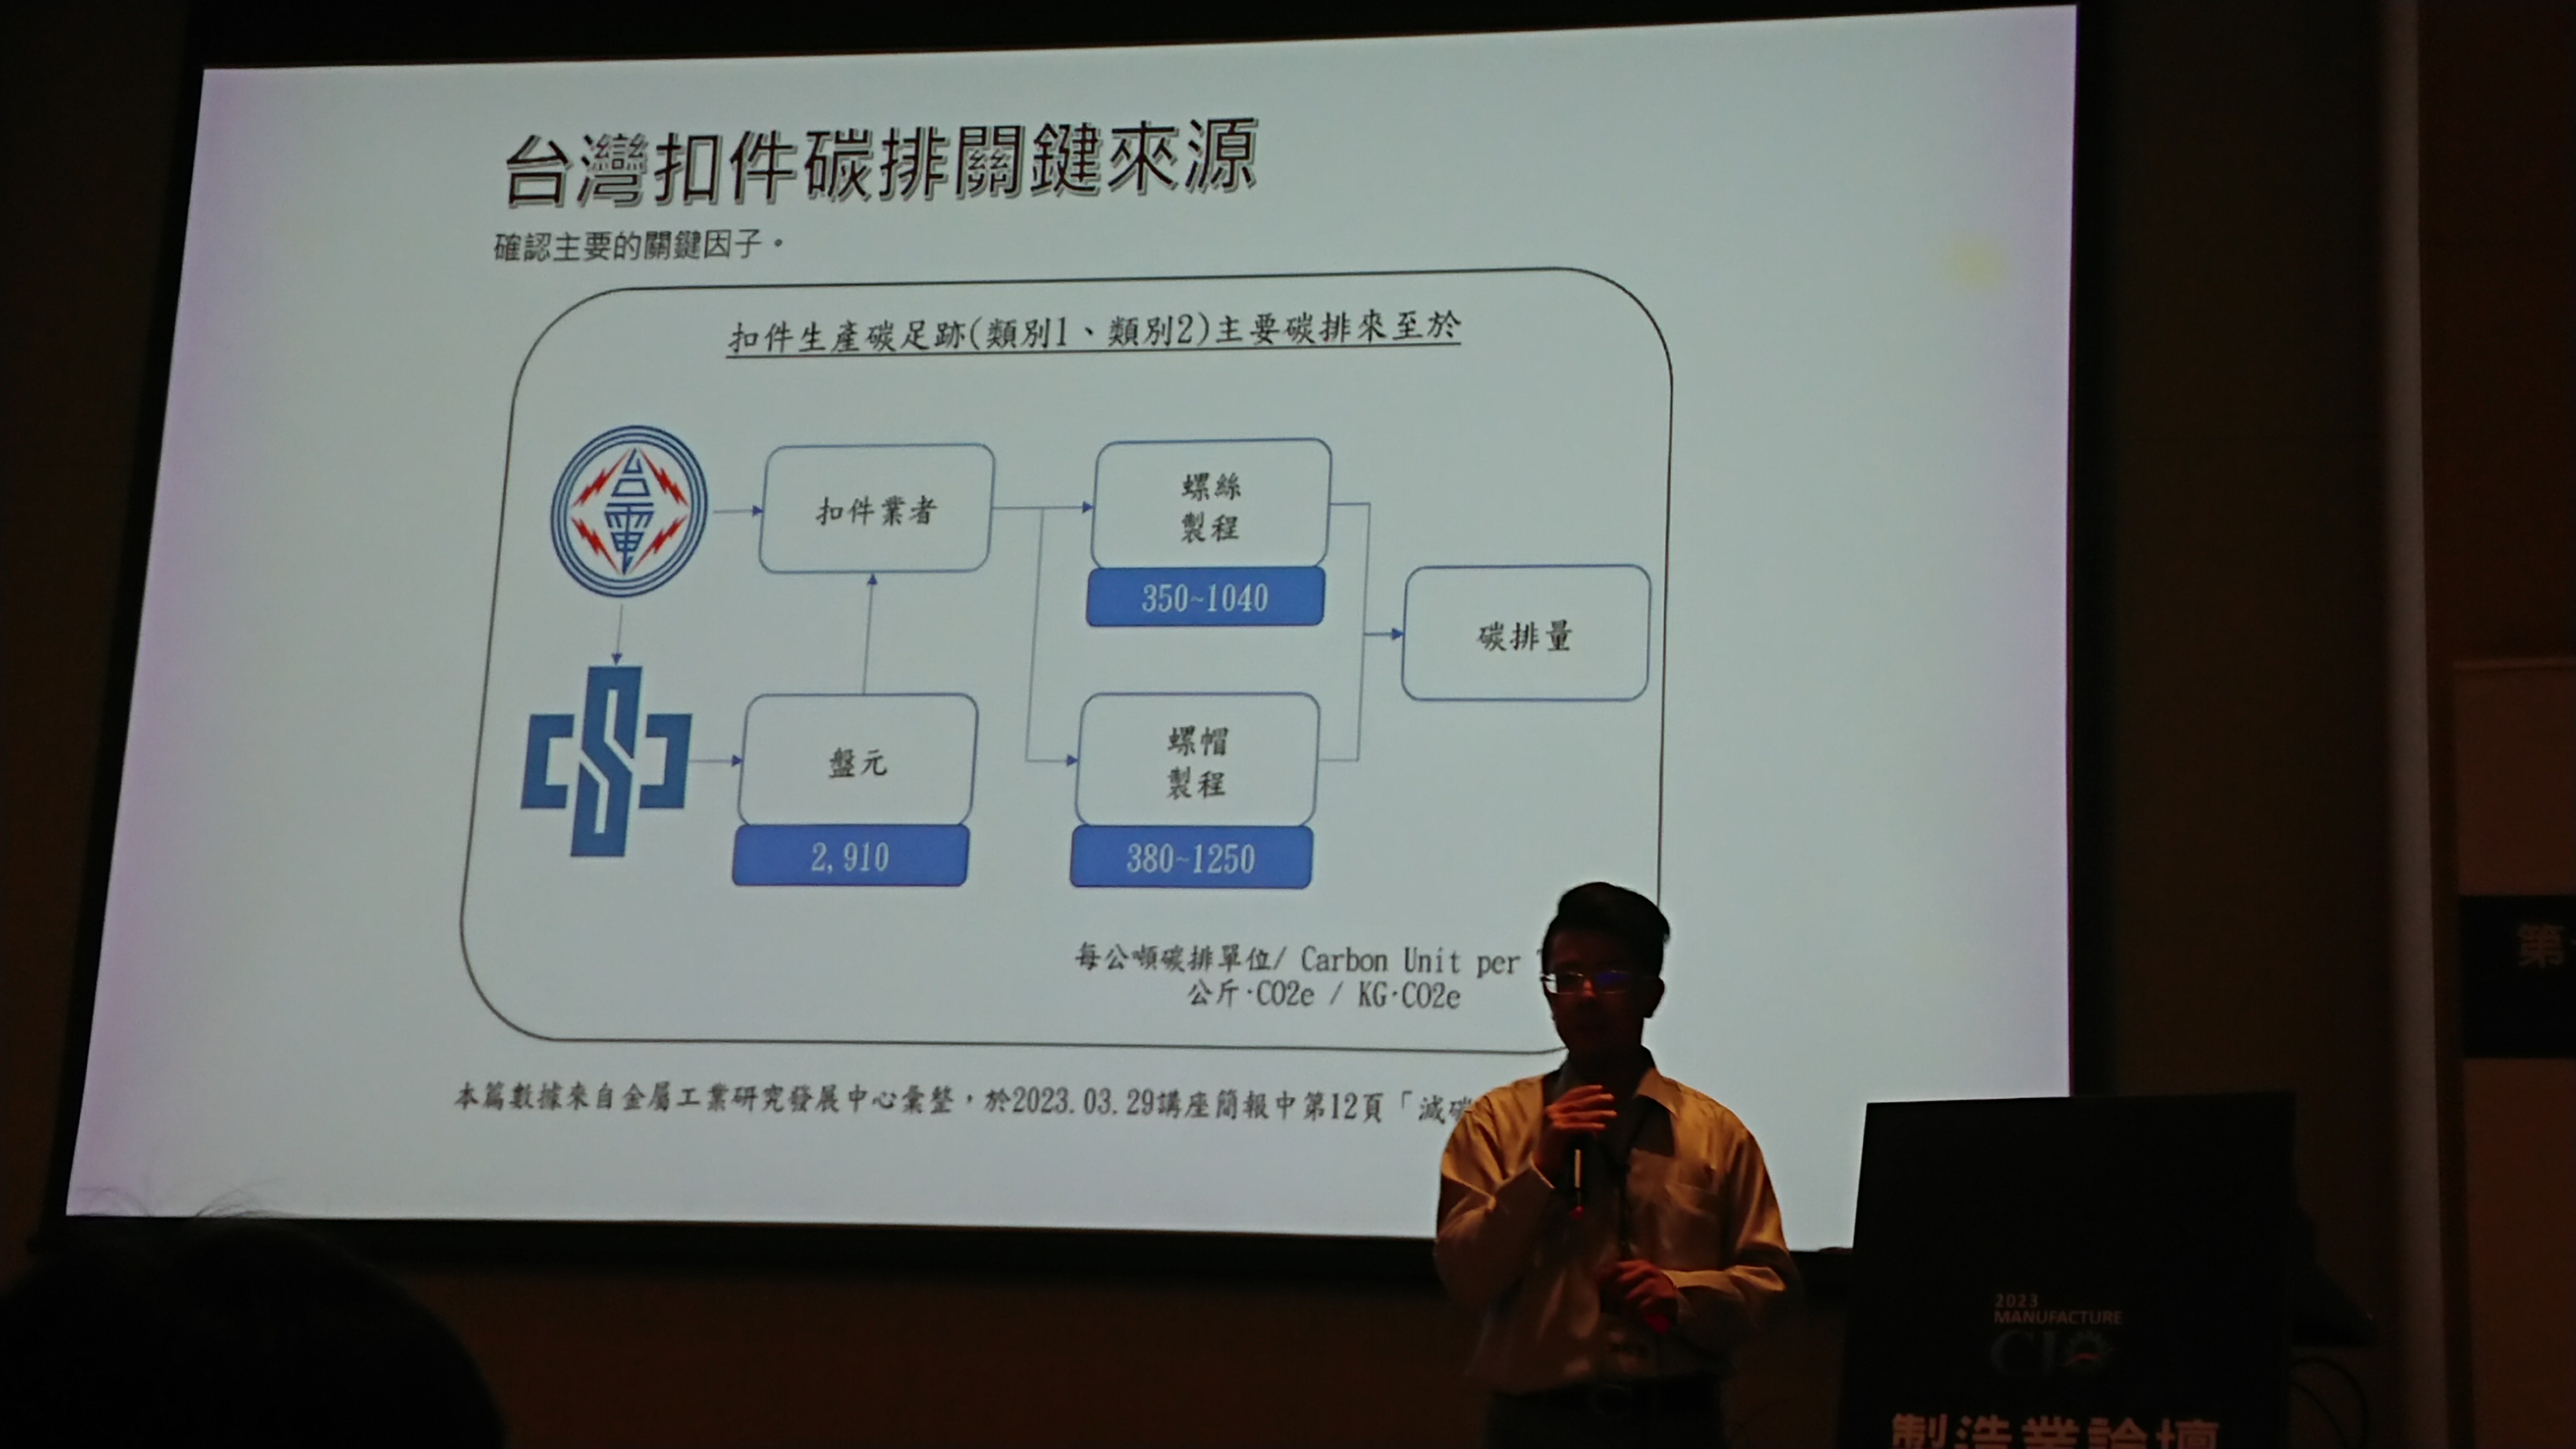 台灣扣件碳排關鍵來源
確認主要的關鍵因子。
扣件生產碳足跡(類別1、類別2)主要碳排來至於
台電
扣件業者
螺絲
製程
350~1040
碳排量
盤元
2,910
螺帽
製程
380~1250
每公噸碳排單位/ Carbon Unit per
公斤·CO2e / KG·CO2e
本篇數據來自金屬工業研究發展中心彙整，於2023.03.29講座簡報中第12頁「減碳
第
2023
MANUFACTURE
CIO
製造業論壇